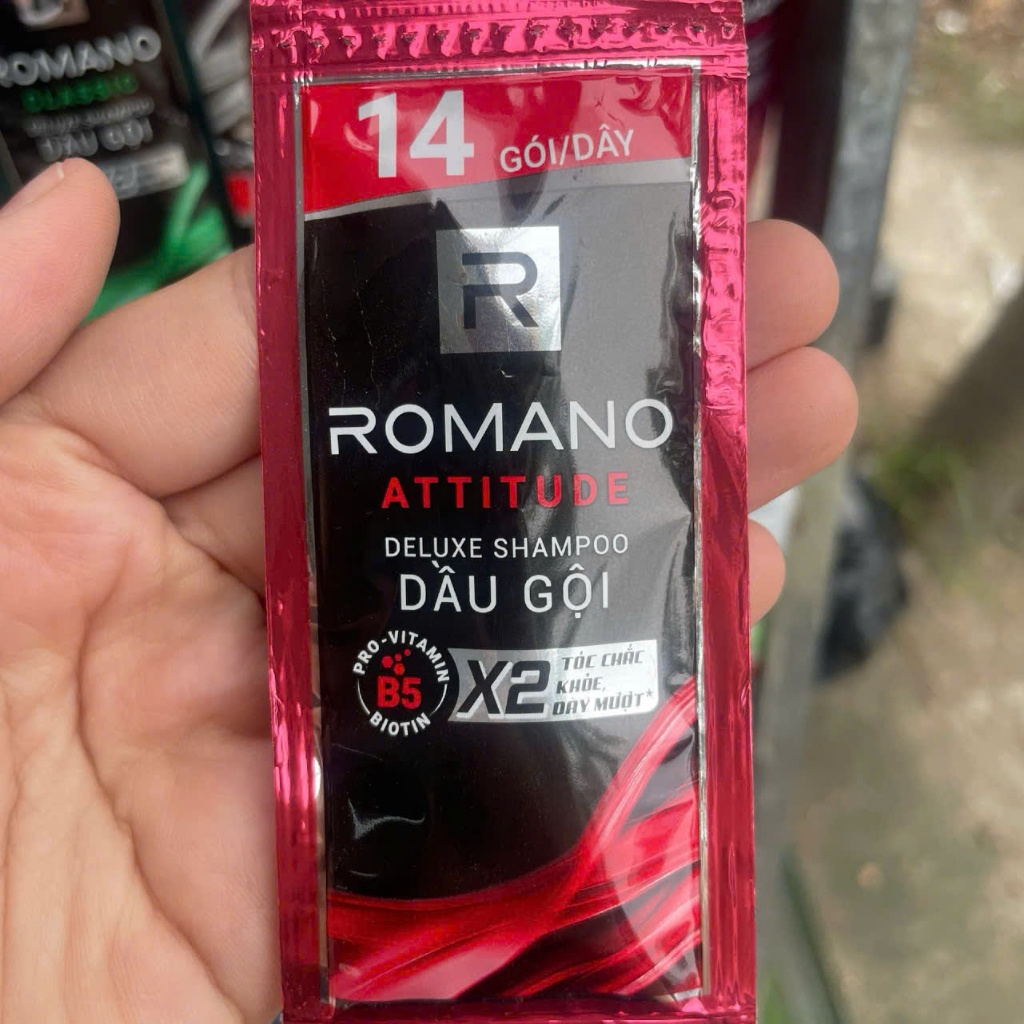 14 GÓI/DÂY
R
ROMANO
ATTITUDE
DELUXE SHAMPOO
DẦU GỘI
PRO-VITAMIN
B5
BIOTIN
X2
TÓC CHẮC
KHỎE,
DÀY MƯỢT*
ROMANO
CLASSIC
DẦU GỘI